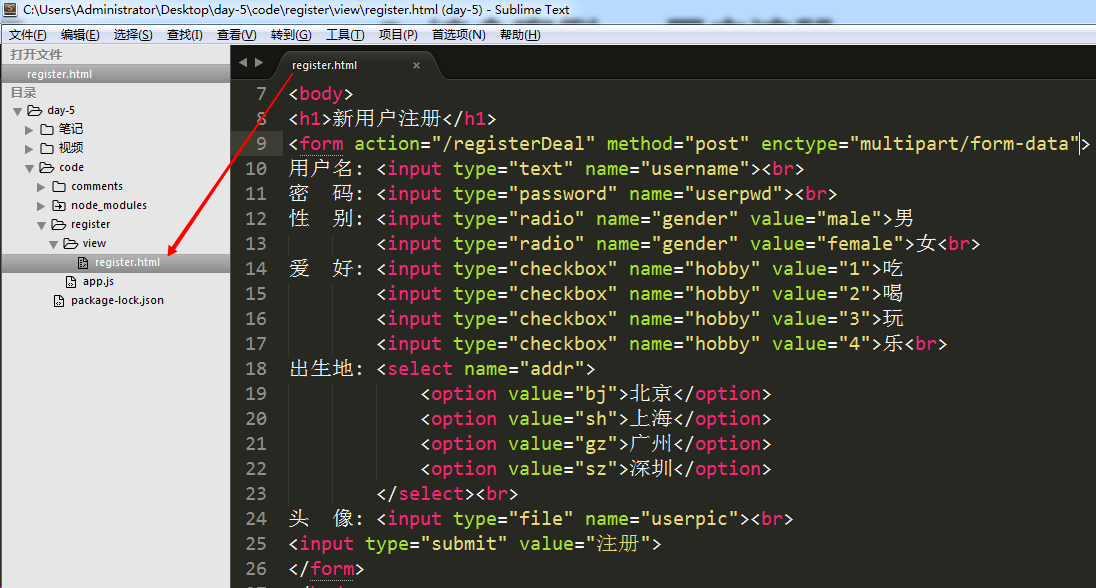 C:\Users\Administrator\Desktop\day-5\code\register\view\register.html (day-5) - Sublime Text
文件(F) 编辑(E) 选择(S) 查找(I) 查看(V) 转到(G) 工具(T) 项目(P) 首选项(N) 帮助(H)
打开文件
register.html
目录
day-5
笔记
视频
code
comments
node_modules
register
view
register.html
app.js
package-lock.json
register.html ×
7 <body>
8 <h1>新用户注册</h1>
9 <form action="/registerDeal" method="post" enctype="multipart/form-data">
10 用户名: <input type="text" name="username"><br>
11 密 码: <input type="password" name="userpwd"><br>
12 性 别: <input type="radio" name="gender" value="male">男
13 <input type="radio" name="gender" value="female">女<br>
14 爱 好: <input type="checkbox" name="hobby" value="1">吃
15 <input type="checkbox" name="hobby" value="2">喝
16 <input type="checkbox" name="hobby" value="3">玩
17 <input type="checkbox" name="hobby" value="4">乐<br>
18 出生地: <select name="addr">
19 <option value="bj">北京</option>
20 <option value="sh">上海</option>
21 <option value="gz">广州</option>
22 <option value="sz">深圳</option>
23 </select><br>
24 头 像: <input type="file" name="userpic"><br>
25 <input type="submit" value="注册">
26 </form>